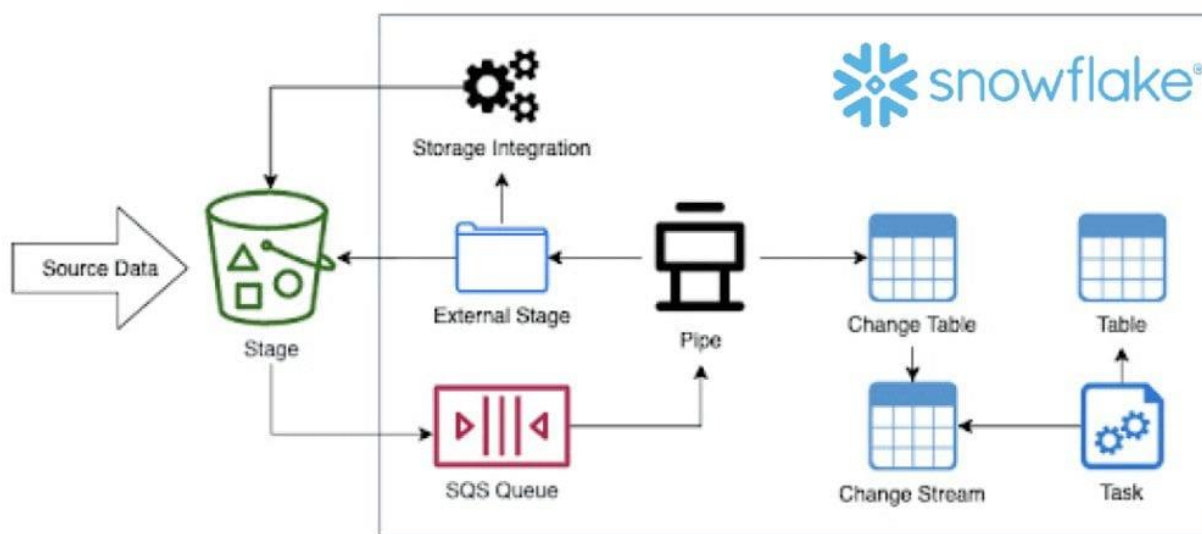 snowflake®
Storage Integration
Source Data
Stage
External Stage
Pipe
Change Table
Table
SQS Queue
Change Stream
Task